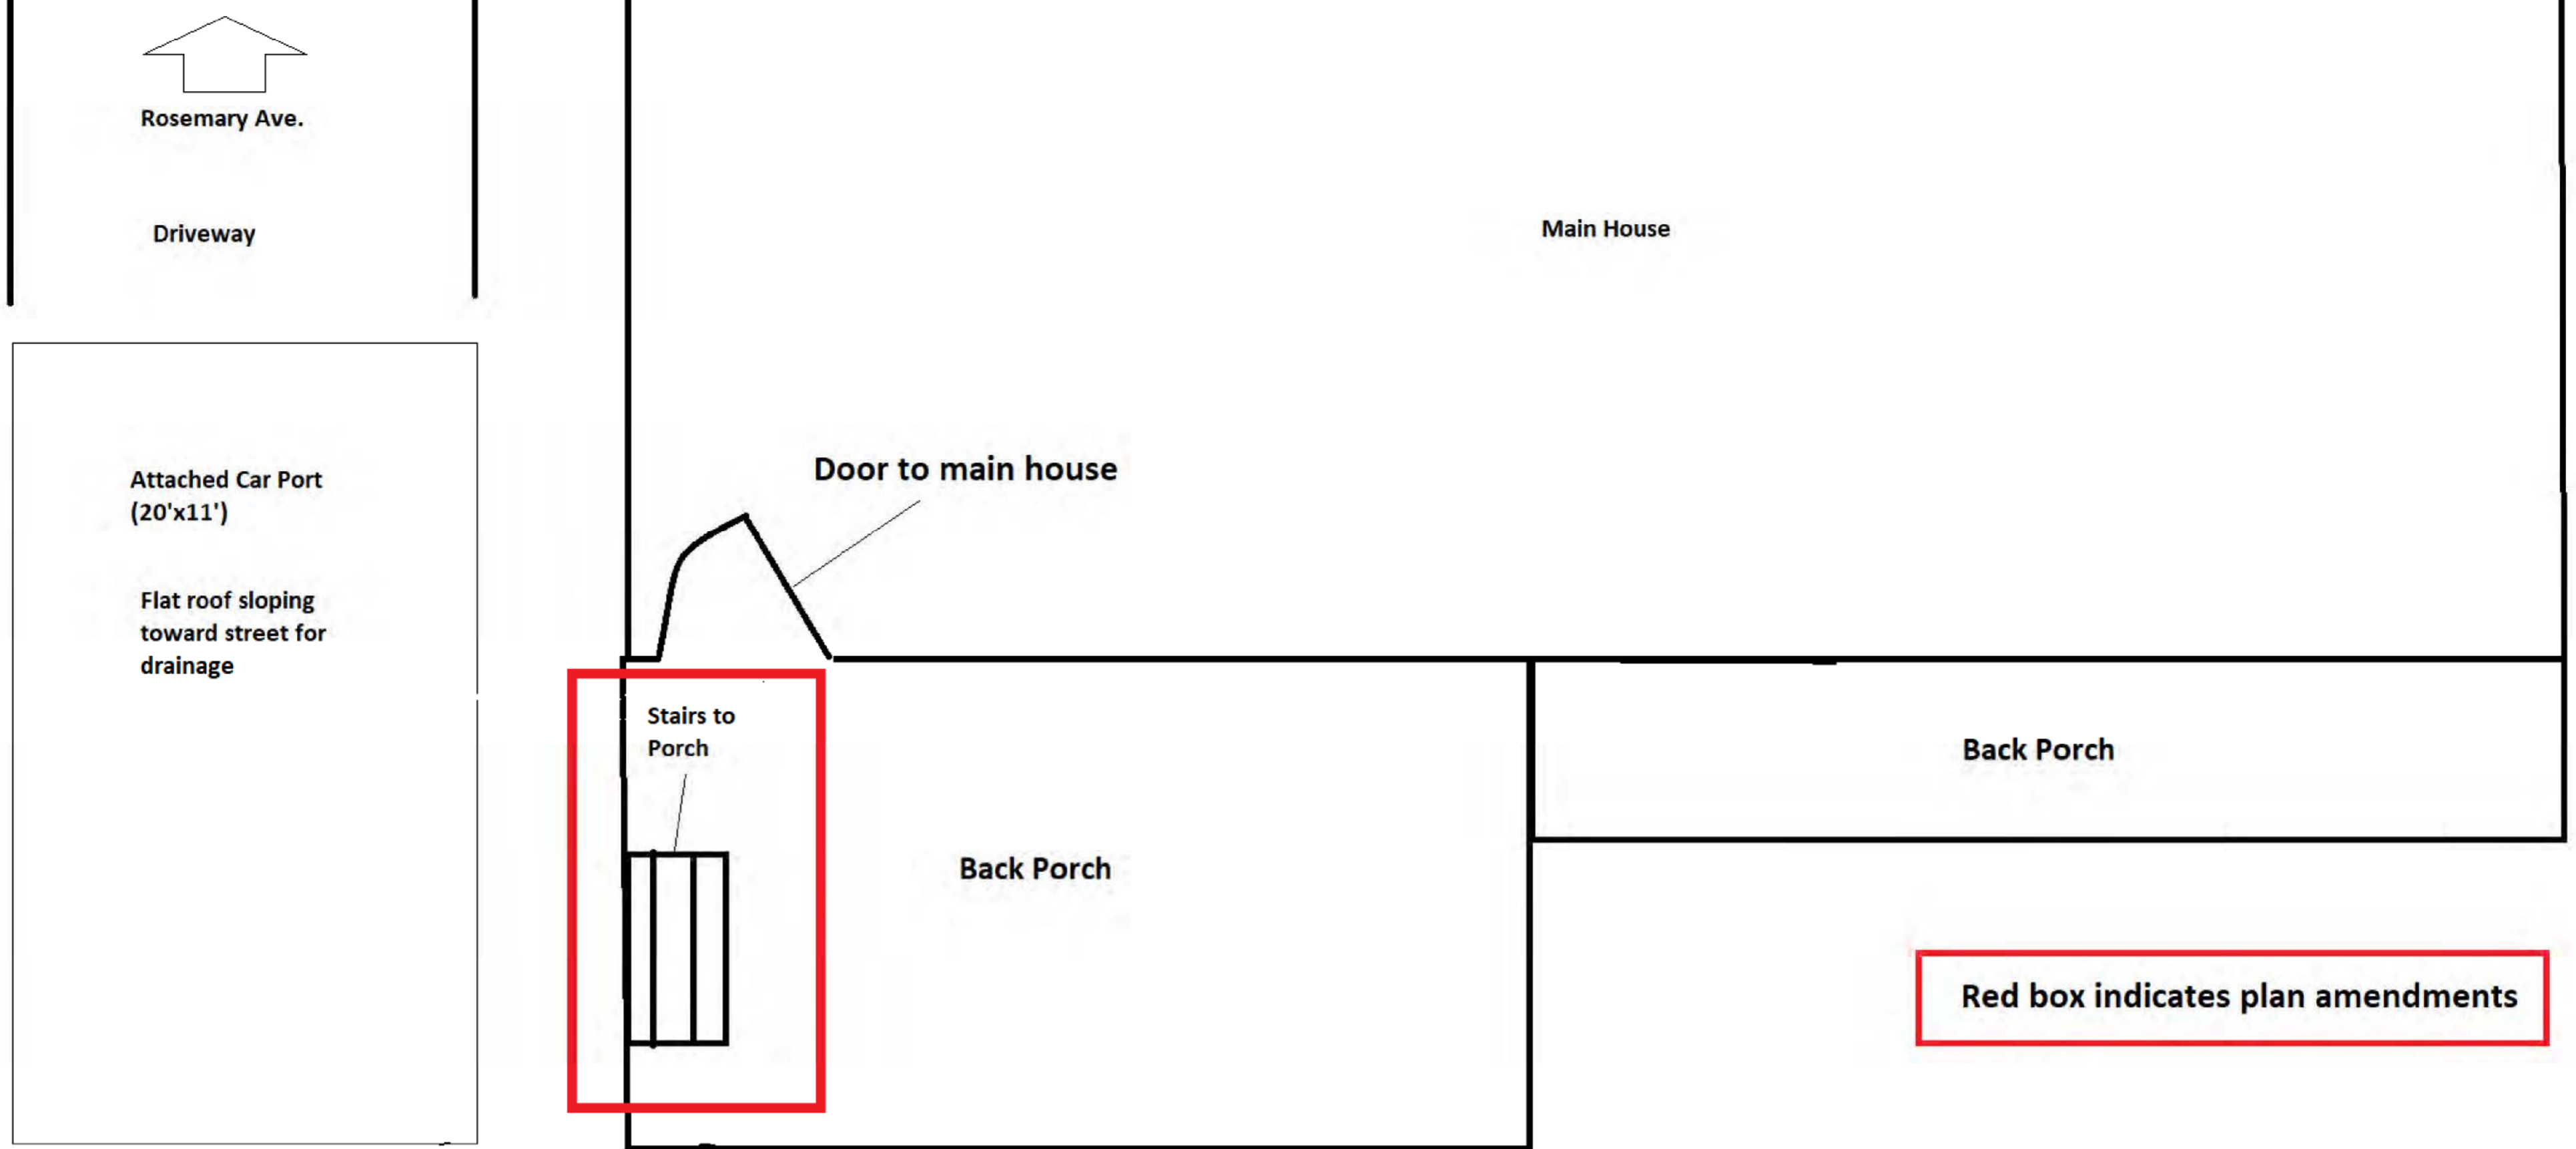 Rosemary Ave.
Driveway
Main House
Door to main house
Attached Car Port
(20'x11')
Flat roof sloping
toward street for
drainage
Stairs to
Porch
Back Porch
Back Porch
Red box indicates plan amendments